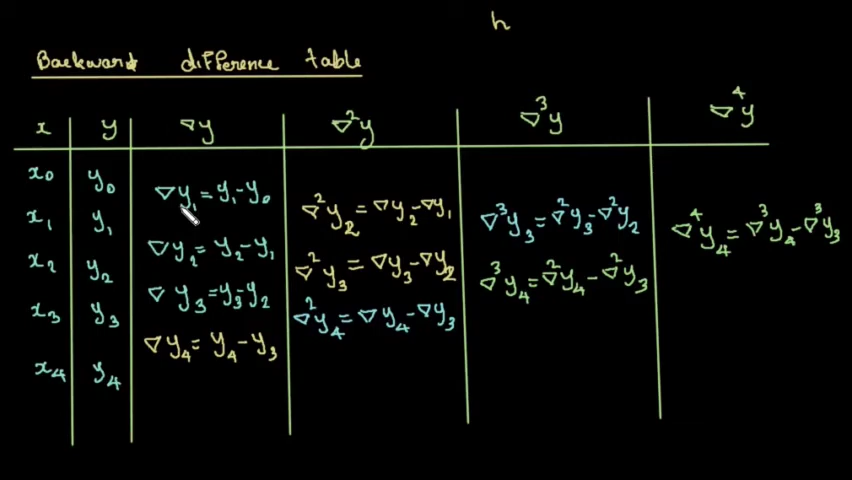 h
Backward difference table
x y ∇y ∇²y ∇³y ∇⁴y
x₀ y₀
∇y₁ = y₁ - y₀
x₁ y₁ ∇²y₂ = ∇y₂ - ∇y₁
∇y₂ = y₂ - y₁ ∇³y₃ = ∇²y₃ - ∇²y₂
x₂ y₂ ∇²y₃ = ∇y₃ - ∇y₂ ∇⁴y₄ = ∇³y₄ - ∇³y₃
∇y₃ = y₃ - y₂ ∇³y₄ = ∇²y₄ - ∇²y₃
x₃ y₃ ∇²y₄ = ∇y₄ - ∇y₃
∇y₄ = y₄ - y₃
x₄ y₄